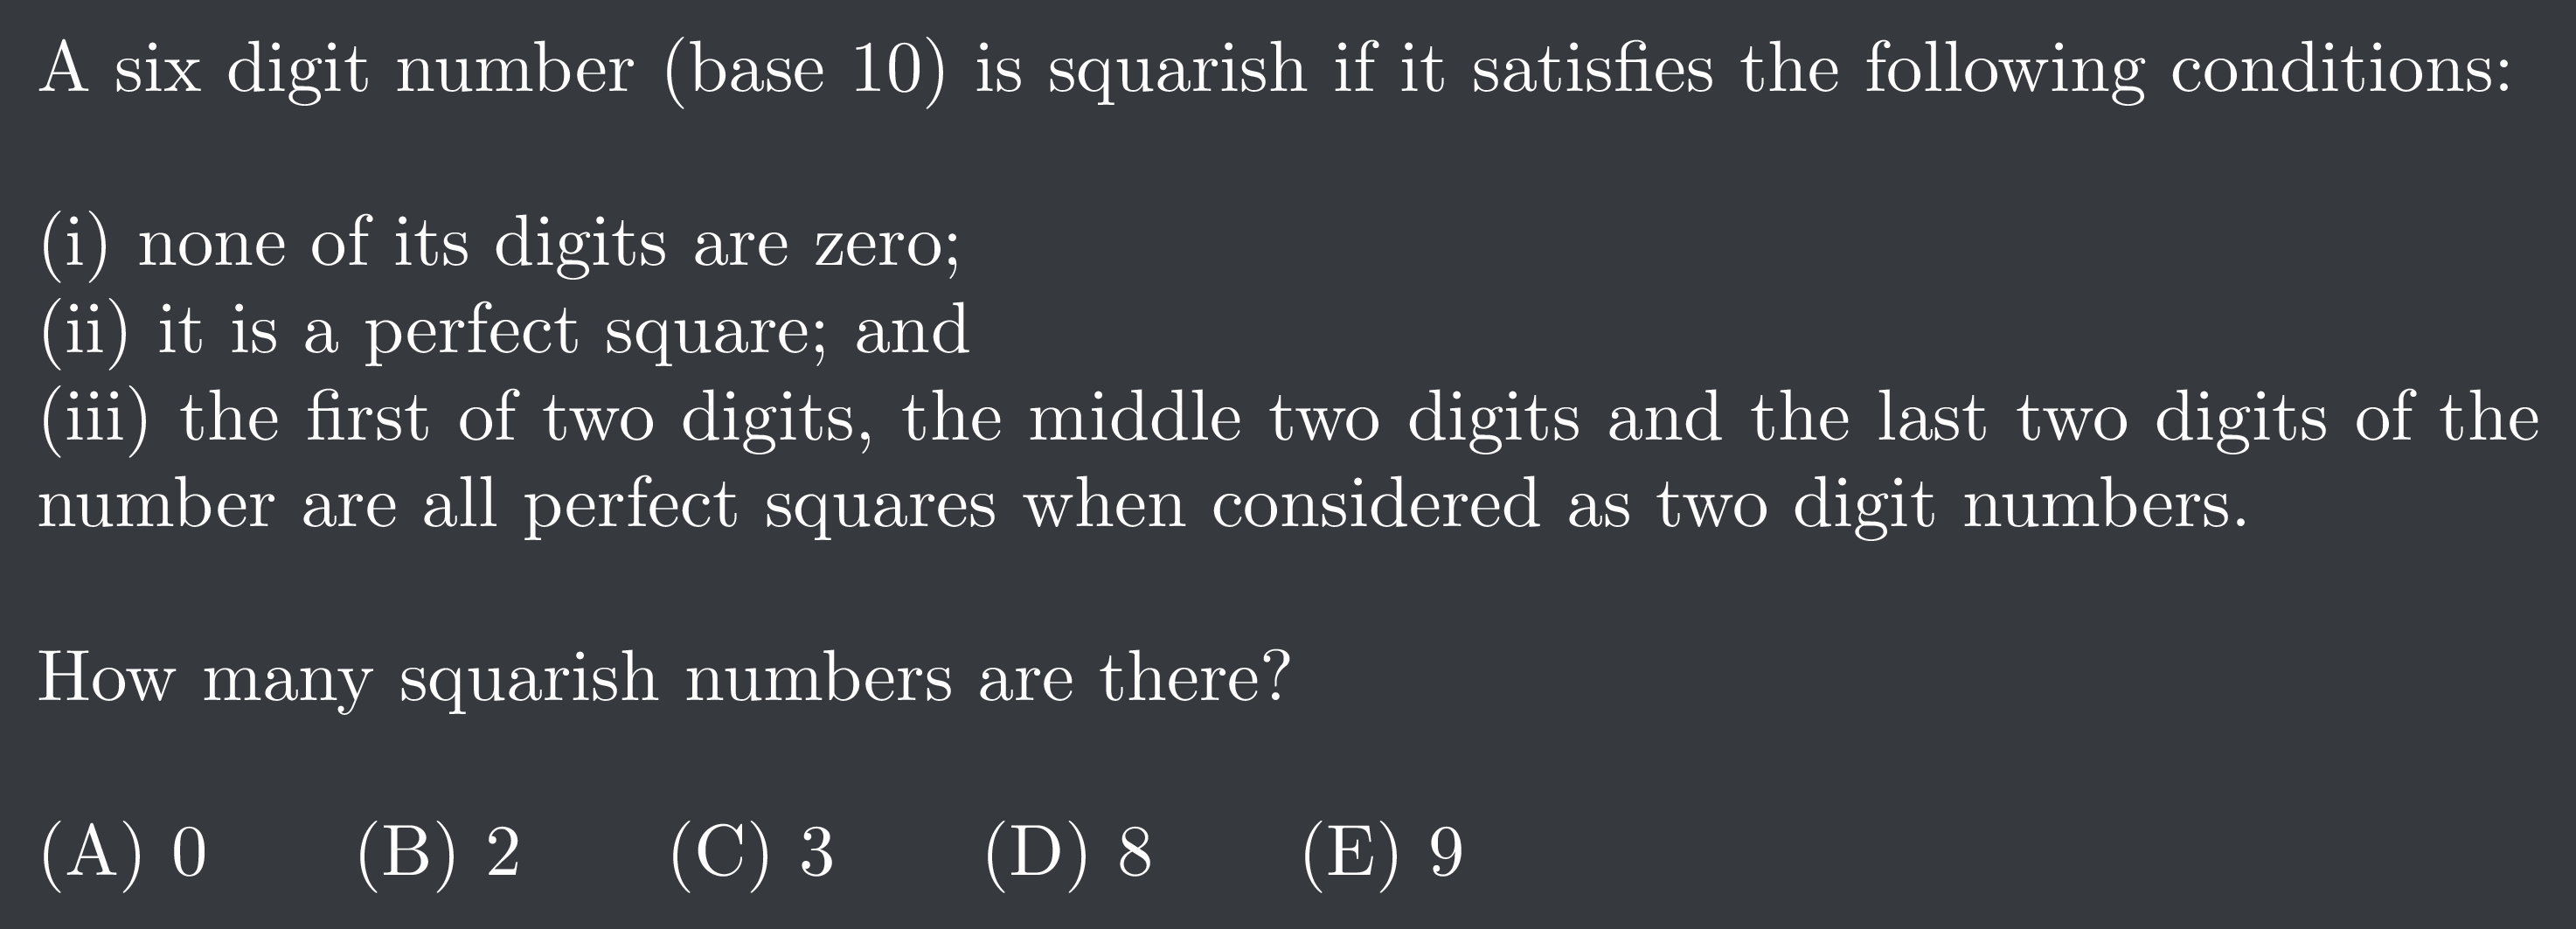 A six digit number (base 10) is squarish if it satisfies the following conditions:
(i) none of its digits are zero;
(ii) it is a perfect square; and
(iii) the first of two digits, the middle two digits and the last two digits of the
number are all perfect squares when considered as two digit numbers.
How many squarish numbers are there?
(A) 0 (B) 2 (C) 3 (D) 8 (E) 9